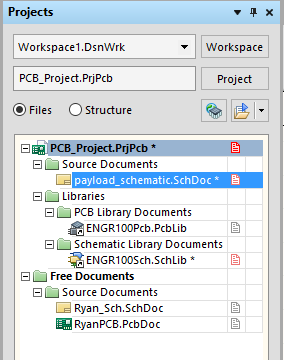 Projects
Workspace1.DsnWrk Workspace
PCB_Project.PrjPcb Project
Files Structure
PCB_Project.PrjPcb *
Source Documents
payload_schematic.SchDoc *
Libraries
PCB Library Documents
ENGR100Pcb.PcbLib
Schematic Library Documents
ENGR100Sch.SchLib *
Free Documents
Source Documents
Ryan_Sch.SchDoc
RyanPCB.PcbDoc